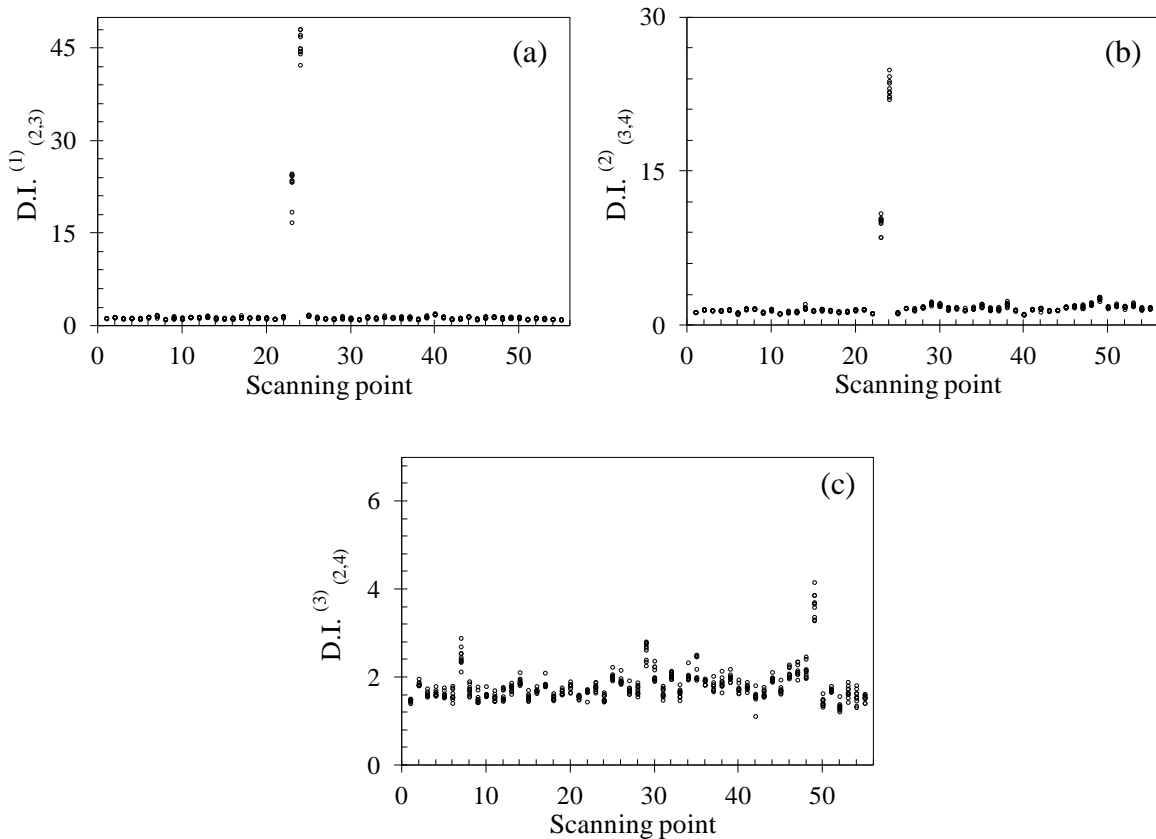 (a)
45
30
15
0
D.I. (1) (2,3)
0 10 20 30 40 50
Scanning point
(b)
30
15
0
D.I. (2) (3,4)
0 10 20 30 40 50
Scanning point
(c)
6
4
2
0
D.I. (3) (2,4)
0 10 20 30 40 50
Scanning point